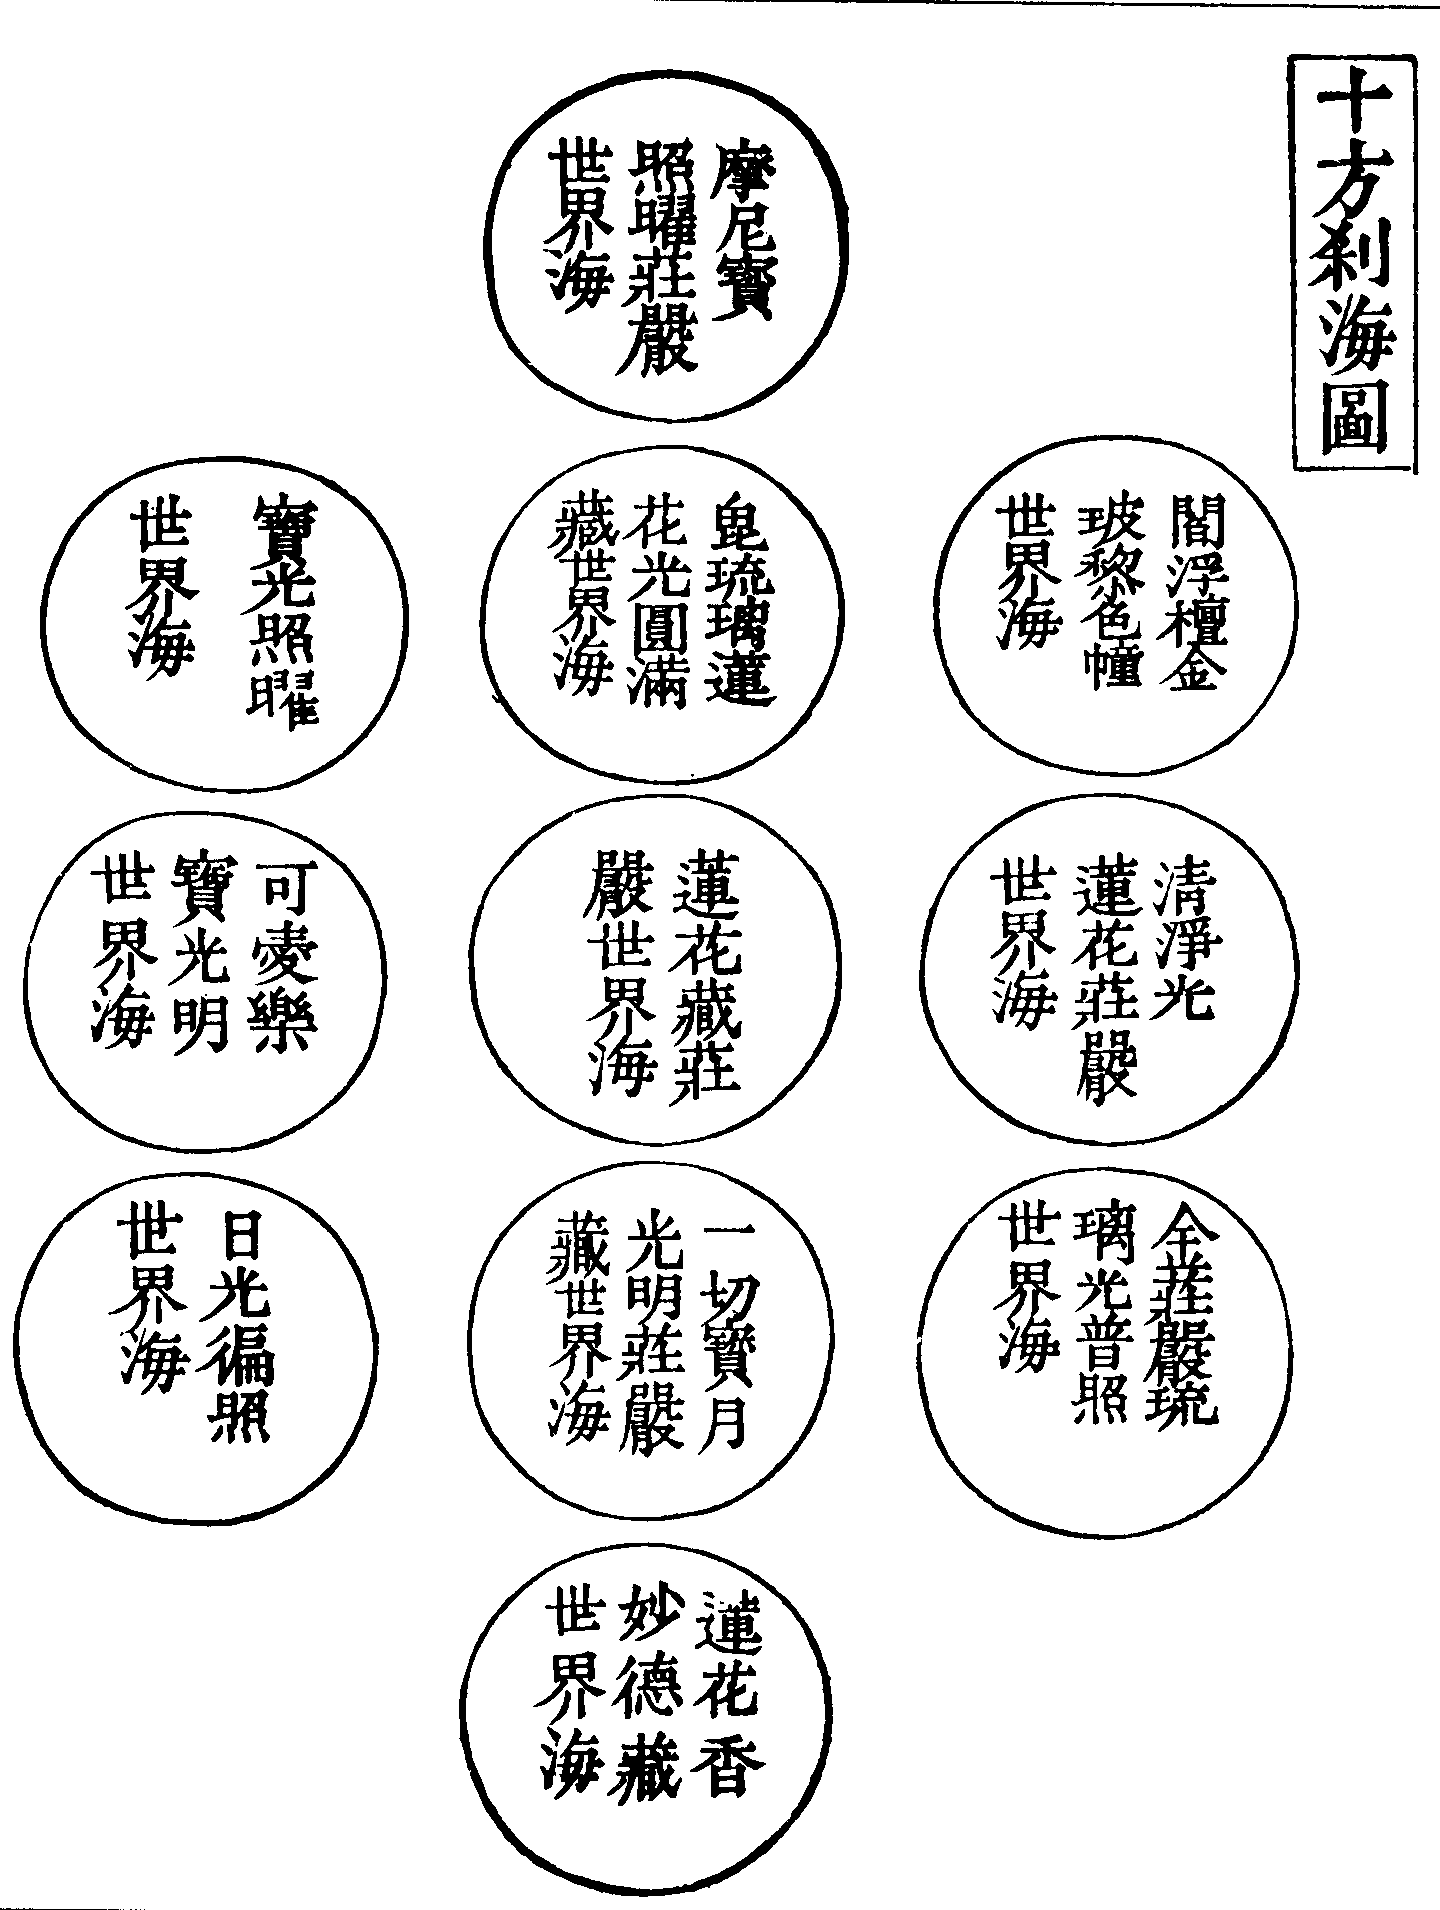 十方刹海圖
摩尼寶
照曜莊嚴
世界海
閻浮檀金
玻黎色幢
世界海
毘琉璃蓮
花光圓滿
藏世界海
寶光照曜
世界海
清淨光
蓮花莊嚴
世界海
蓮花藏莊
嚴世界海
可愛樂
寶光明
世界海
金莊嚴琉
璃光普照
世界海
一切寶月
光明莊嚴
藏世界海
日光徧照
世界海
蓮花香
妙德藏
世界海